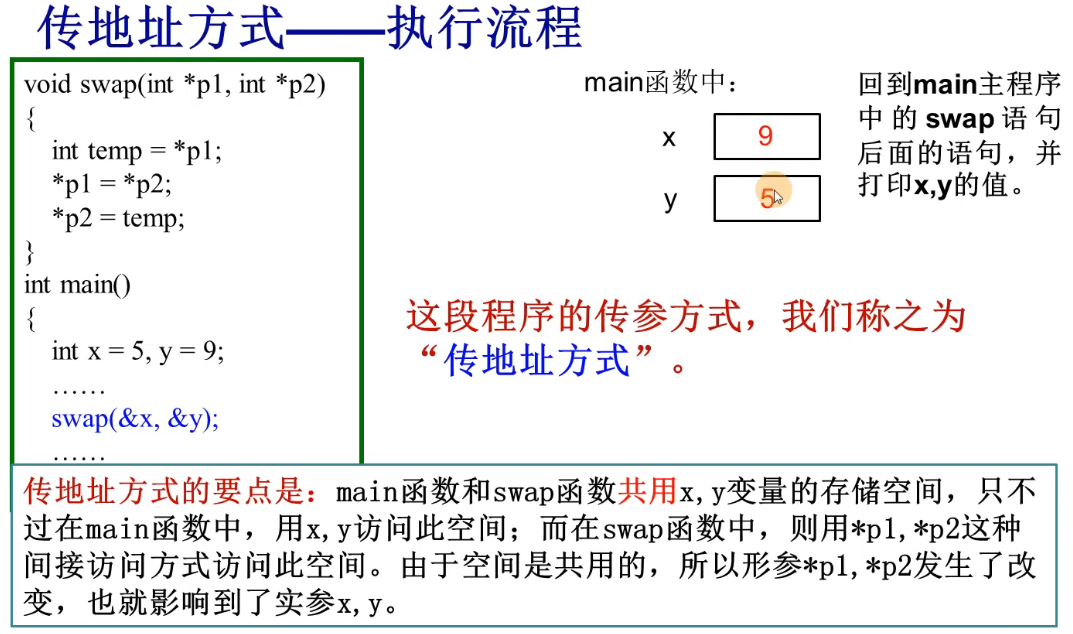 传地址方式——执行流程
void swap(int *p1, int *p2)
{
int temp = *p1;
*p1 = *p2;
*p2 = temp;
}
int main()
{
int x = 5, y = 9;
……
swap(&x, &y);
……
main函数中：
x 9
y 5
回到main主程序
中的swap语句
后面的语句，并
打印x,y的值。
这段程序的传参方式，我们称之为
“传地址方式”。
传地址方式的要点是：main函数和swap函数共用x,y变量的存储空间，只不
过在main函数中，用x,y访问此空间；而在swap函数中，则用*p1,*p2这种
间接访问方式访问此空间。由于空间是共用的，所以形参*p1,*p2发生了改
变，也就影响到了实参x,y。